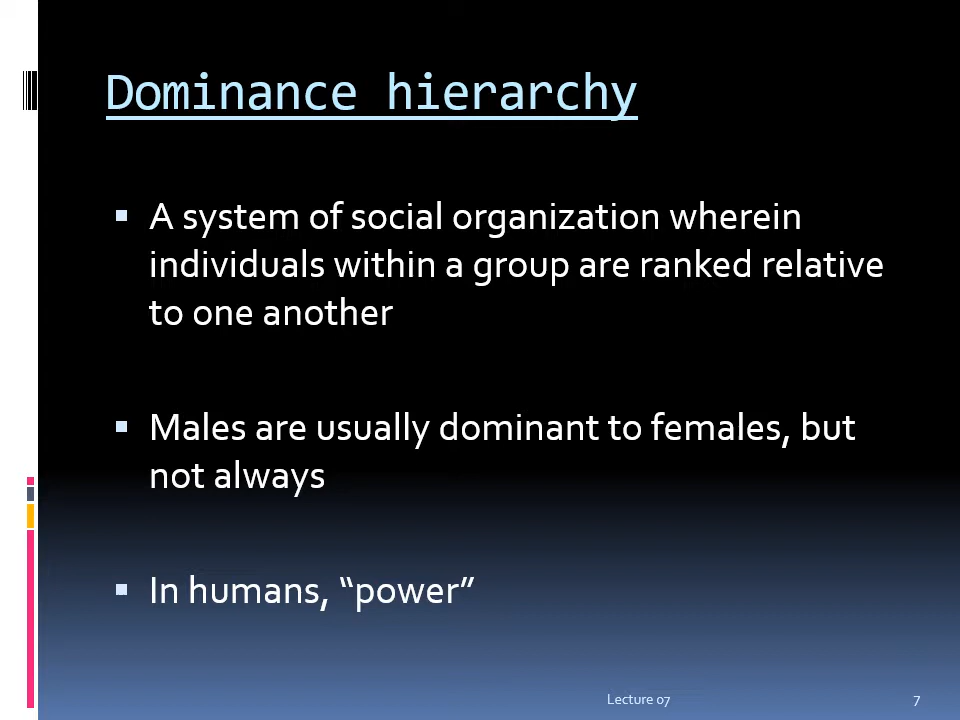 Dominance hierarchy
▪ A system of social organization wherein
individuals within a group are ranked relative
to one another
▪ Males are usually dominant to females, but
not always
▪ In humans, “power”
Lecture 07
7